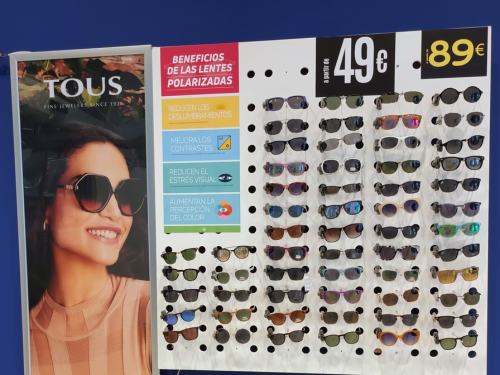 TOUS
FINE JEWELERS SINCE 1920
BENEFICIOS
DE LAS LENTES
POLARIZADAS
REDUCEN LOS
DESLUMBRAMIENTOS
MEJORA LOS
CONTRASTES
REDUCEN EL
ESTRÉS VISUAL
AUMENTAN LA
PERCEPCIÓN
DEL COLOR
a partir de
49€
89€